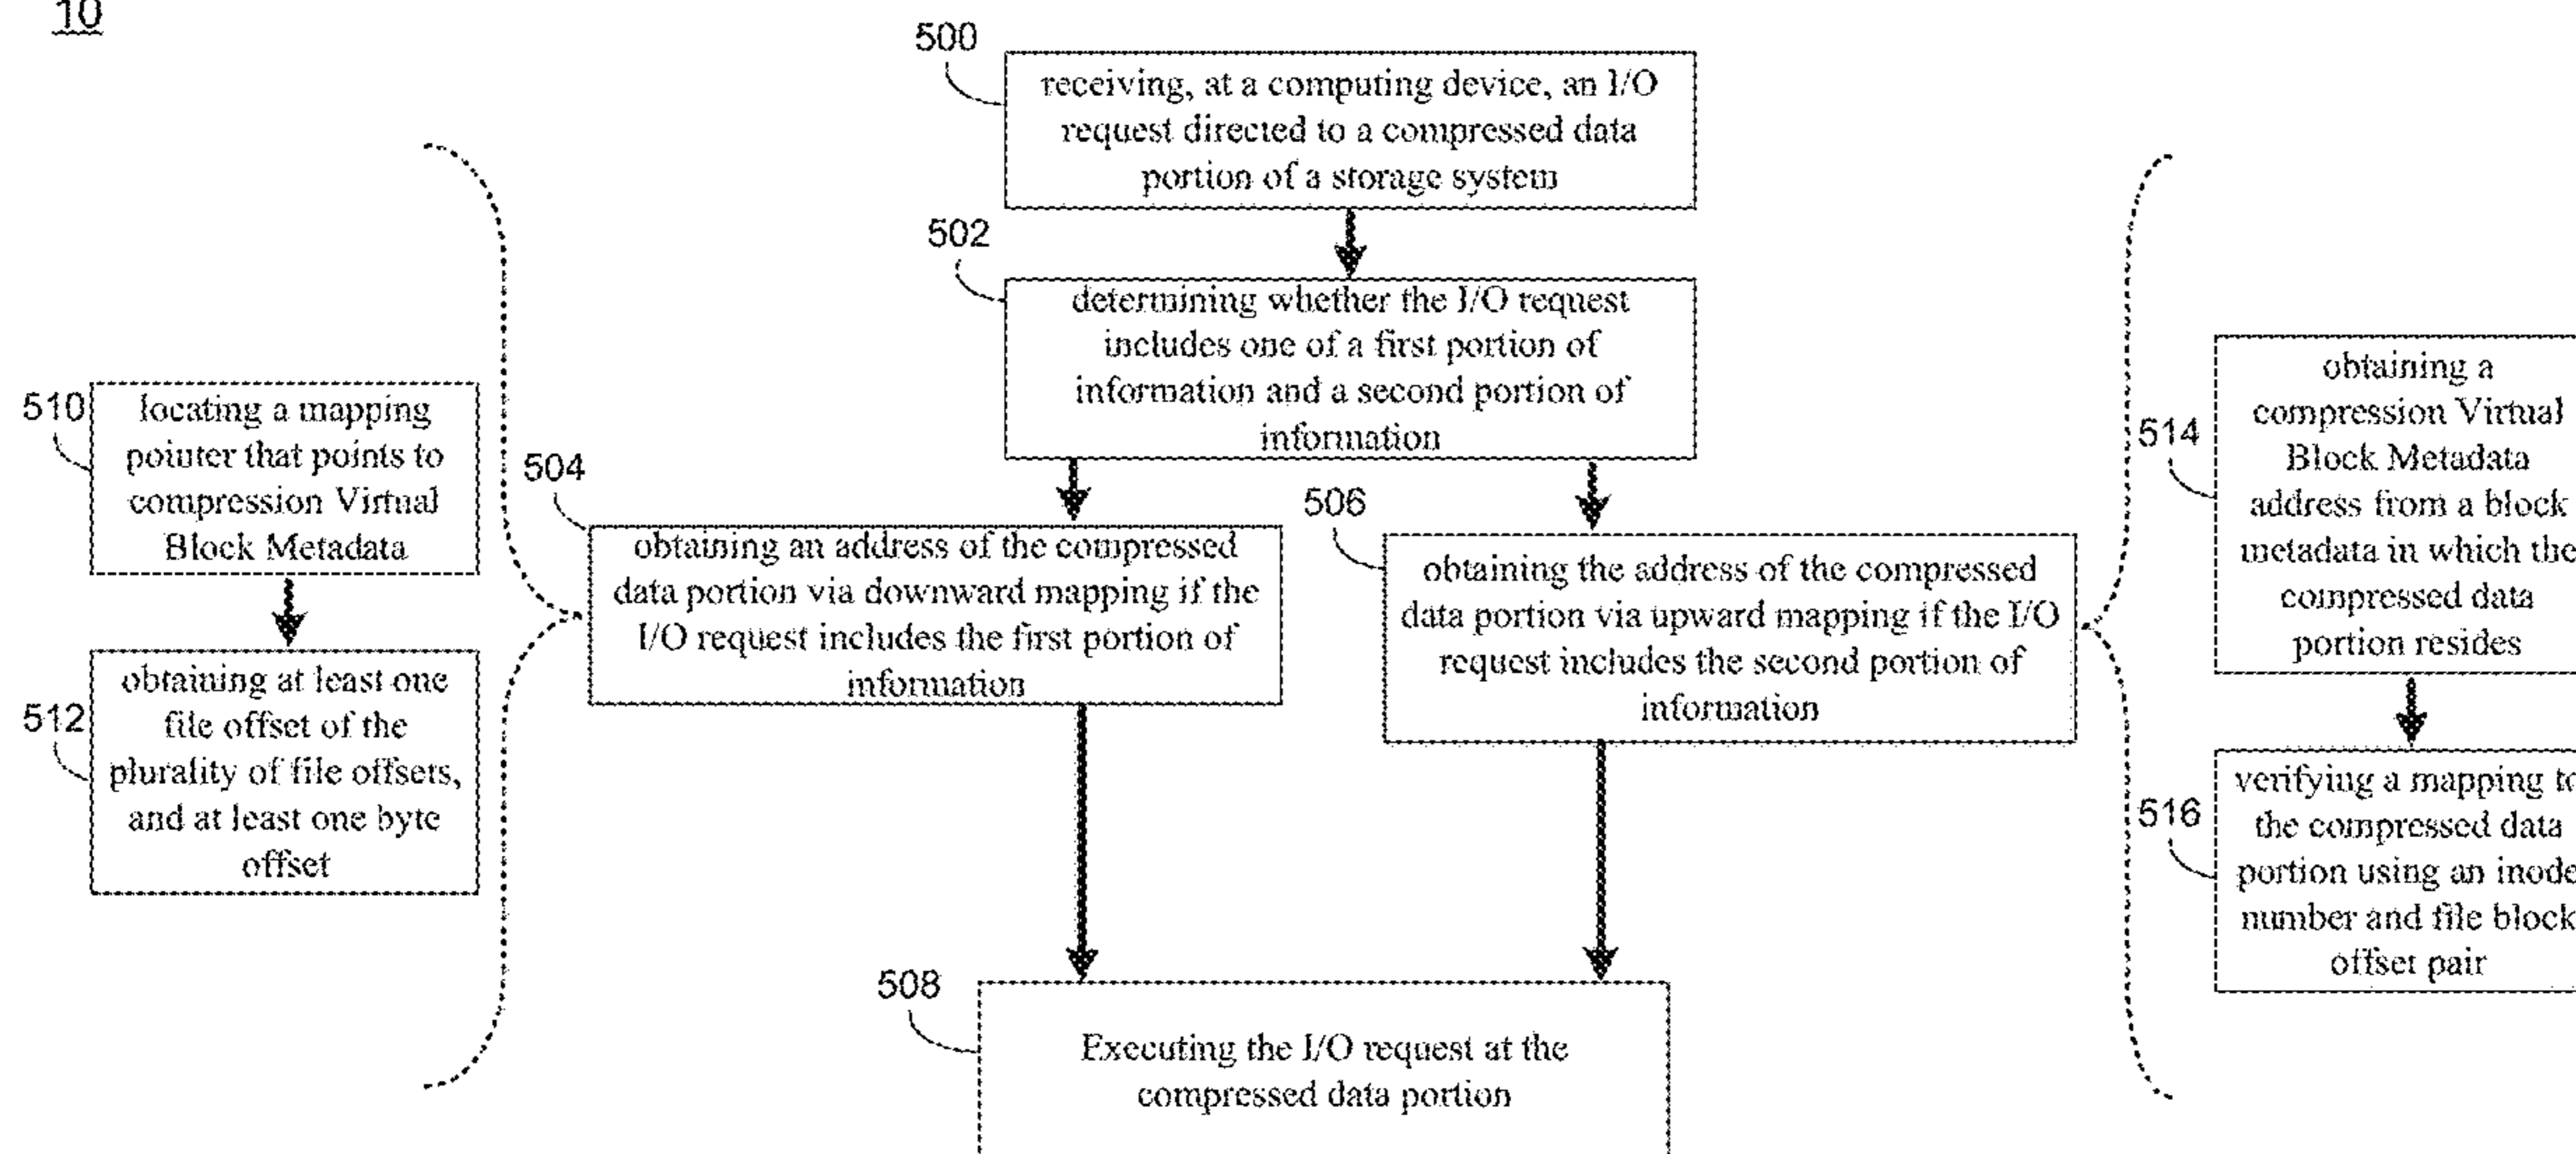 10
500
receiving, at a computing device, an I/O
request directed to a compressed data
portion of a storage system
502
determining whether the I/O request
includes one of a first portion of
information and a second portion of
information
510
locating a mapping
pointer that points to
compression Virtual
Block Metadata
512
obtaining at least one
file offset of the
plurality of file offsets,
and at least one byte
offset
504
obtaining an address of the compressed
data portion via downward mapping if the
I/O request includes the first portion of
information
506
obtaining the address of the compressed
data portion via upward mapping if the I/O
request includes the second portion of
information
514
obtaining a
compression Virtual
Block Metadata
address from a block
metadata in which the
compressed data
portion resides
516
verifying a mapping to
the compressed data
portion using an inode
number and file block
offset pair
508
Executing the I/O request at the
compressed data portion